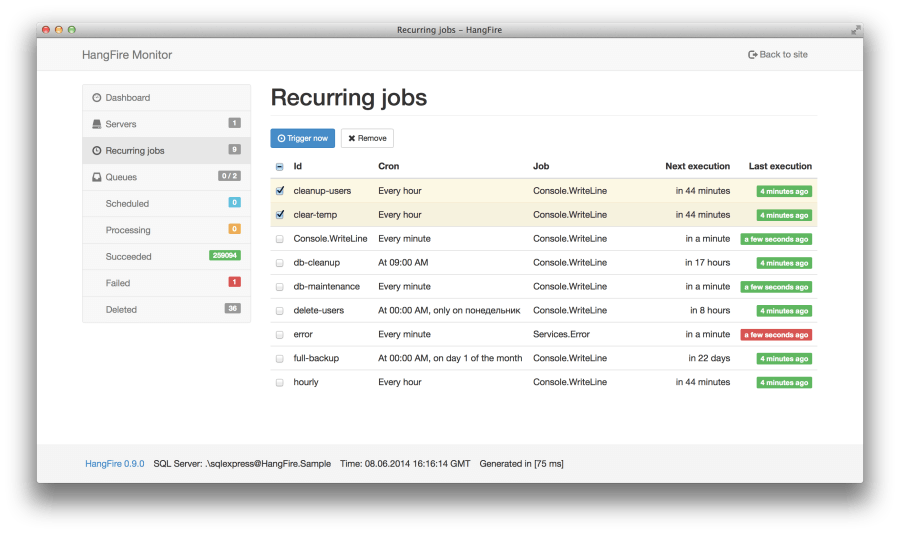 Recurring jobs – HangFire
HangFire Monitor Back to site
Dashboard
Servers 1
Recurring jobs 9
Queues 0 / 2
Scheduled 0
Processing 0
Succeeded 259094
Failed 1
Deleted 36
Recurring jobs
Trigger now Remove
Id Cron Job Next execution Last execution
cleanup-users Every hour Console.WriteLine in 44 minutes 4 minutes ago
clear-temp Every hour Console.WriteLine in 44 minutes 4 minutes ago
Console.WriteLine Every minute Console.WriteLine in a minute a few seconds ago
db-cleanup At 09:00 AM Console.WriteLine in 17 hours 4 minutes ago
db-maintenance Every minute Console.WriteLine in a minute a few seconds ago
delete-users At 00:00 AM, only on понедельник Console.WriteLine in 8 hours 4 minutes ago
error Every minute Services.Error in a minute a few seconds ago
full-backup At 00:00 AM, on day 1 of the month Console.WriteLine in 22 days 4 minutes ago
hourly Every hour Console.WriteLine in 44 minutes 4 minutes ago
HangFire 0.9.0 SQL Server: .\sqlexpress@HangFire.Sample Time: 08.06.2014 16:16:14 GMT Generated in [75 ms]